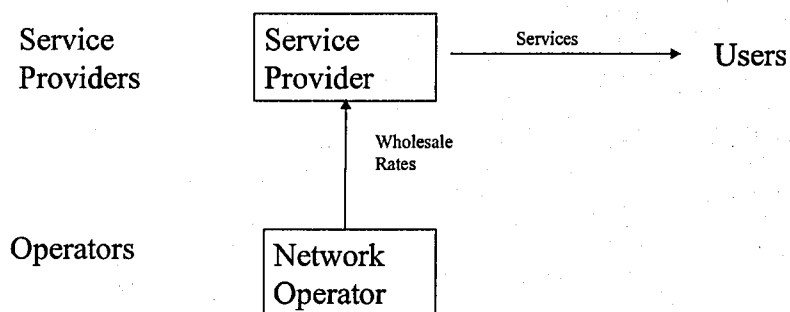 Service
Providers
Service
Provider
Services
Users
Wholesale
Rates
Operators
Network
Operator